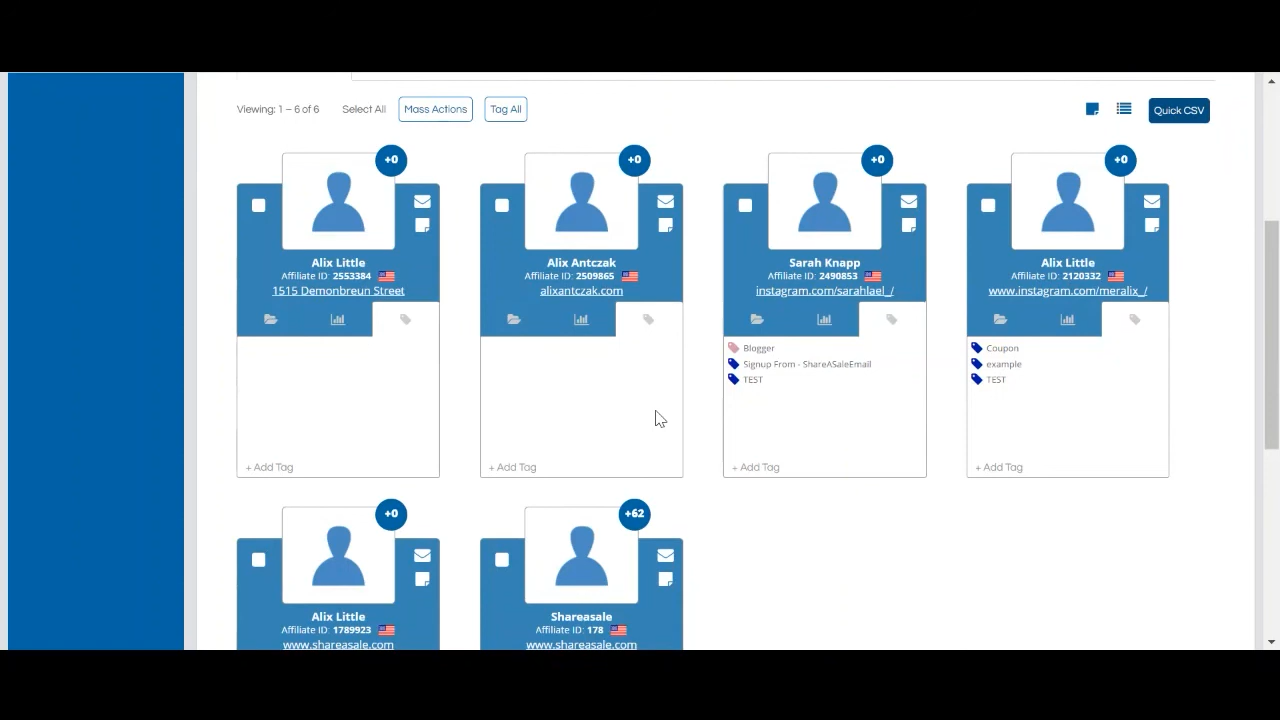 Viewing: 1 – 6 of 6 Select All Mass Actions Tag All Quick CSV
+0 +0 +0 +0
Alix Little
Affiliate ID: 2553384
1515 Demonbreun Street
+ Add Tag
Alix Antczak
Affiliate ID: 2509865
alixantczak.com
+ Add Tag
Sarah Knapp
Affiliate ID: 2490853
instagram.com/sarahlael_/
Blogger
Signup From - ShareASaleEmail
TEST
+ Add Tag
Alix Little
Affiliate ID: 2120332
www.instagram.com/meralix_/
Coupon
example
TEST
+ Add Tag
+0
Alix Little
Affiliate ID: 1789923
www.shareasale.com
+62
Shareasale
Affiliate ID: 178
www.shareasale.com